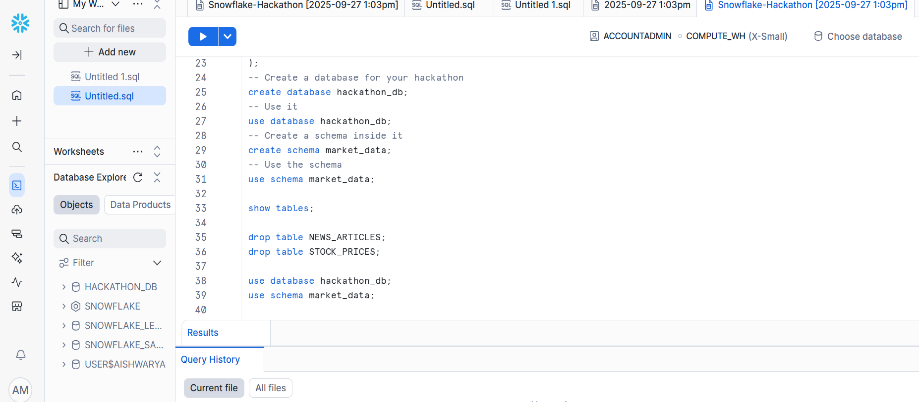 My W...
Search for files
Add new
Untitled 1.sql
Untitled.sql
Worksheets
Database Explore
Objects
Data Products
Search
Filter
HACKATHON_DB
SNOWFLAKE
SNOWFLAKE_LE...
SNOWFLAKE_SA...
USER$AISHWARYA
AM
Snowflake-Hackathon [2025-09-27 1:03pm]
Untitled.sql
Untitled 1.sql
2025-09-27 1:03pm
Snowflake-Hackathon [2025-09-27 1:03pm]
ACCOUNTADMIN
COMPUTE_WH (X-Small)
Choose database
23 );
24 -- Create a database for your hackathon
25 create database hackathon_db;
26 -- Use it
27 use database hackathon_db;
28 -- Create a schema inside it
29 create schema market_data;
30 -- Use the schema
31 use schema market_data;
32
33 show tables;
34
35 drop table NEWS_ARTICLES;
36 drop table STOCK_PRICES;
37
38 use database hackathon_db;
39 use schema market_data;
40
Results
Query History
Current file
All files